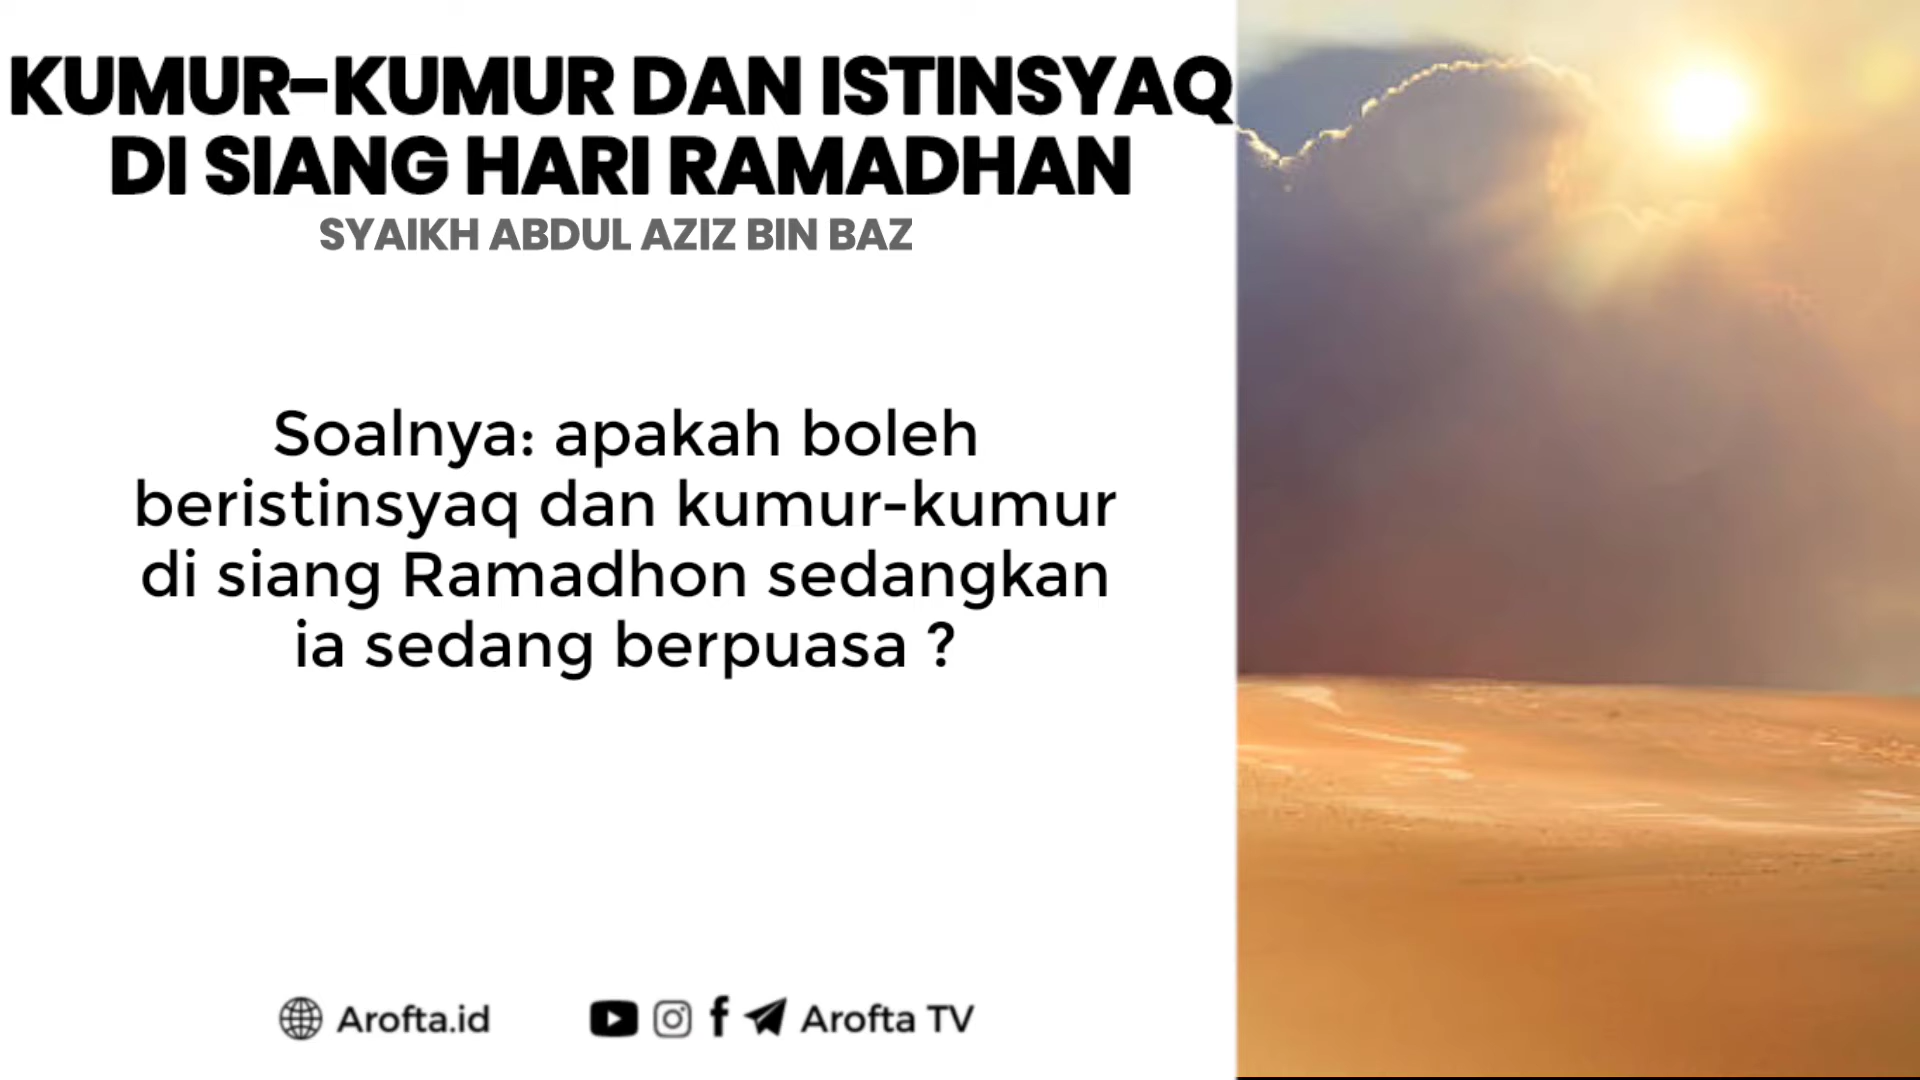 KUMUR-KUMUR DAN ISTINSYAQ
DI SIANG HARI RAMADHAN
SYAIKH ABDUL AZIZ BIN BAZ
Soalnya: apakah boleh
beristinsyaq dan kumur-kumur
di siang Ramadhon sedangkan
ia sedang berpuasa ?
Arofta.id
Arofta TV